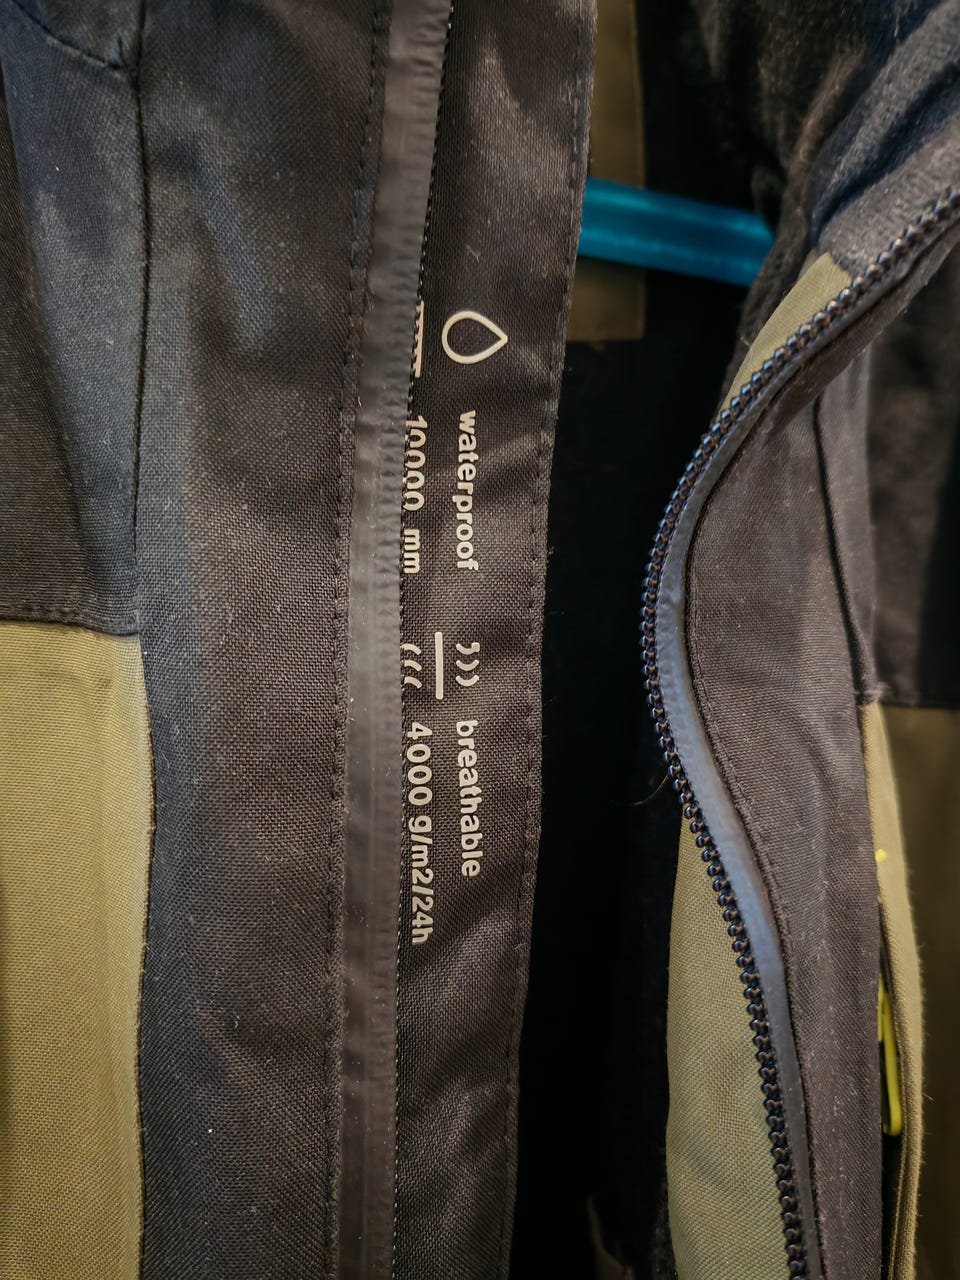 waterproof
10000 mm
breathable
4000 g/m2/24h